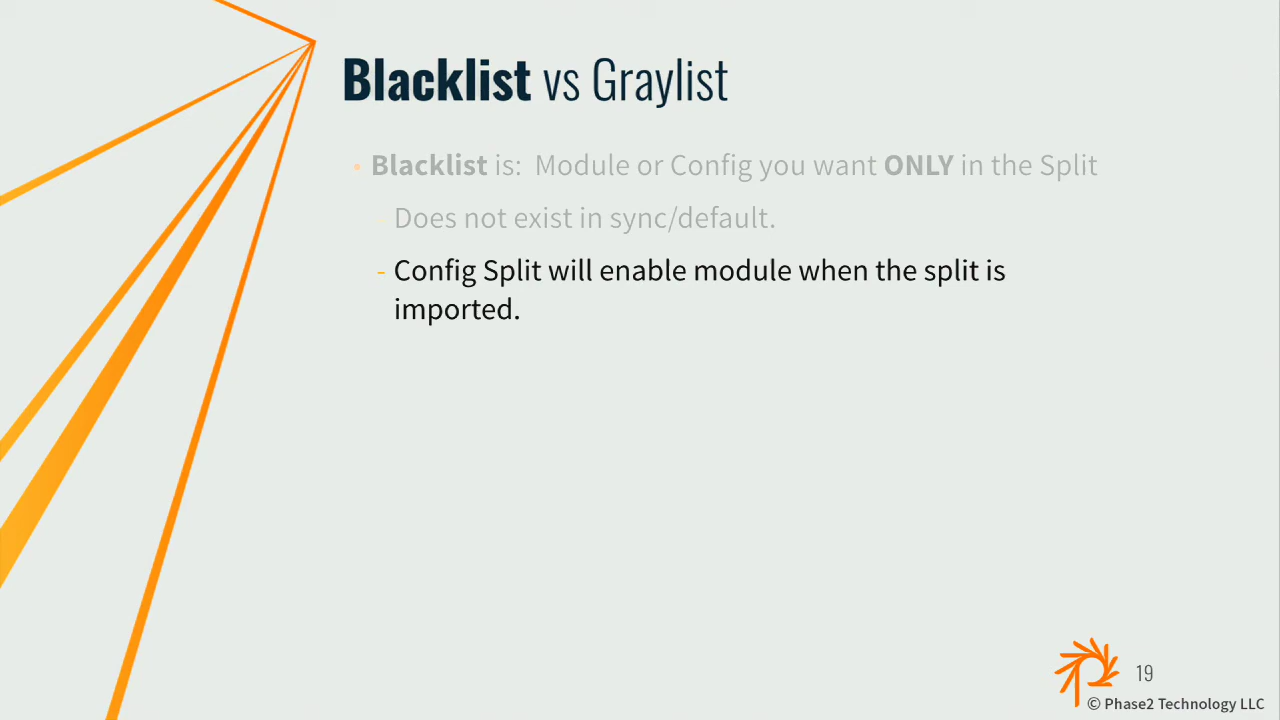 Blacklist vs Graylist
• Blacklist is: Module or Config you want ONLY in the Split
- Does not exist in sync/default.
- Config Split will enable module when the split is
imported.
19
© Phase2 Technology LLC